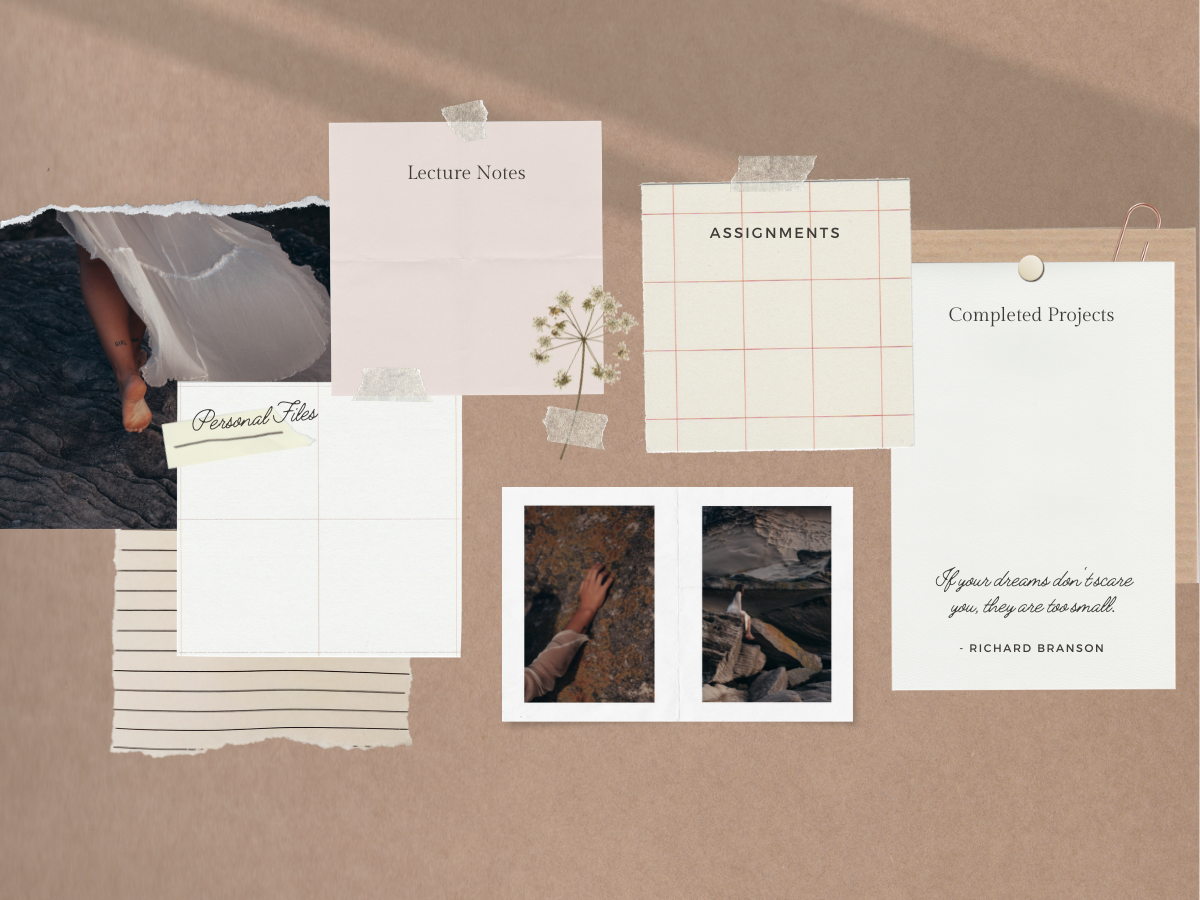 Lecture Notes
ASSIGNMENTS
Completed Projects
Personal Files
If your dreams don't scare
you, they are too small.
- RICHARD BRANSON